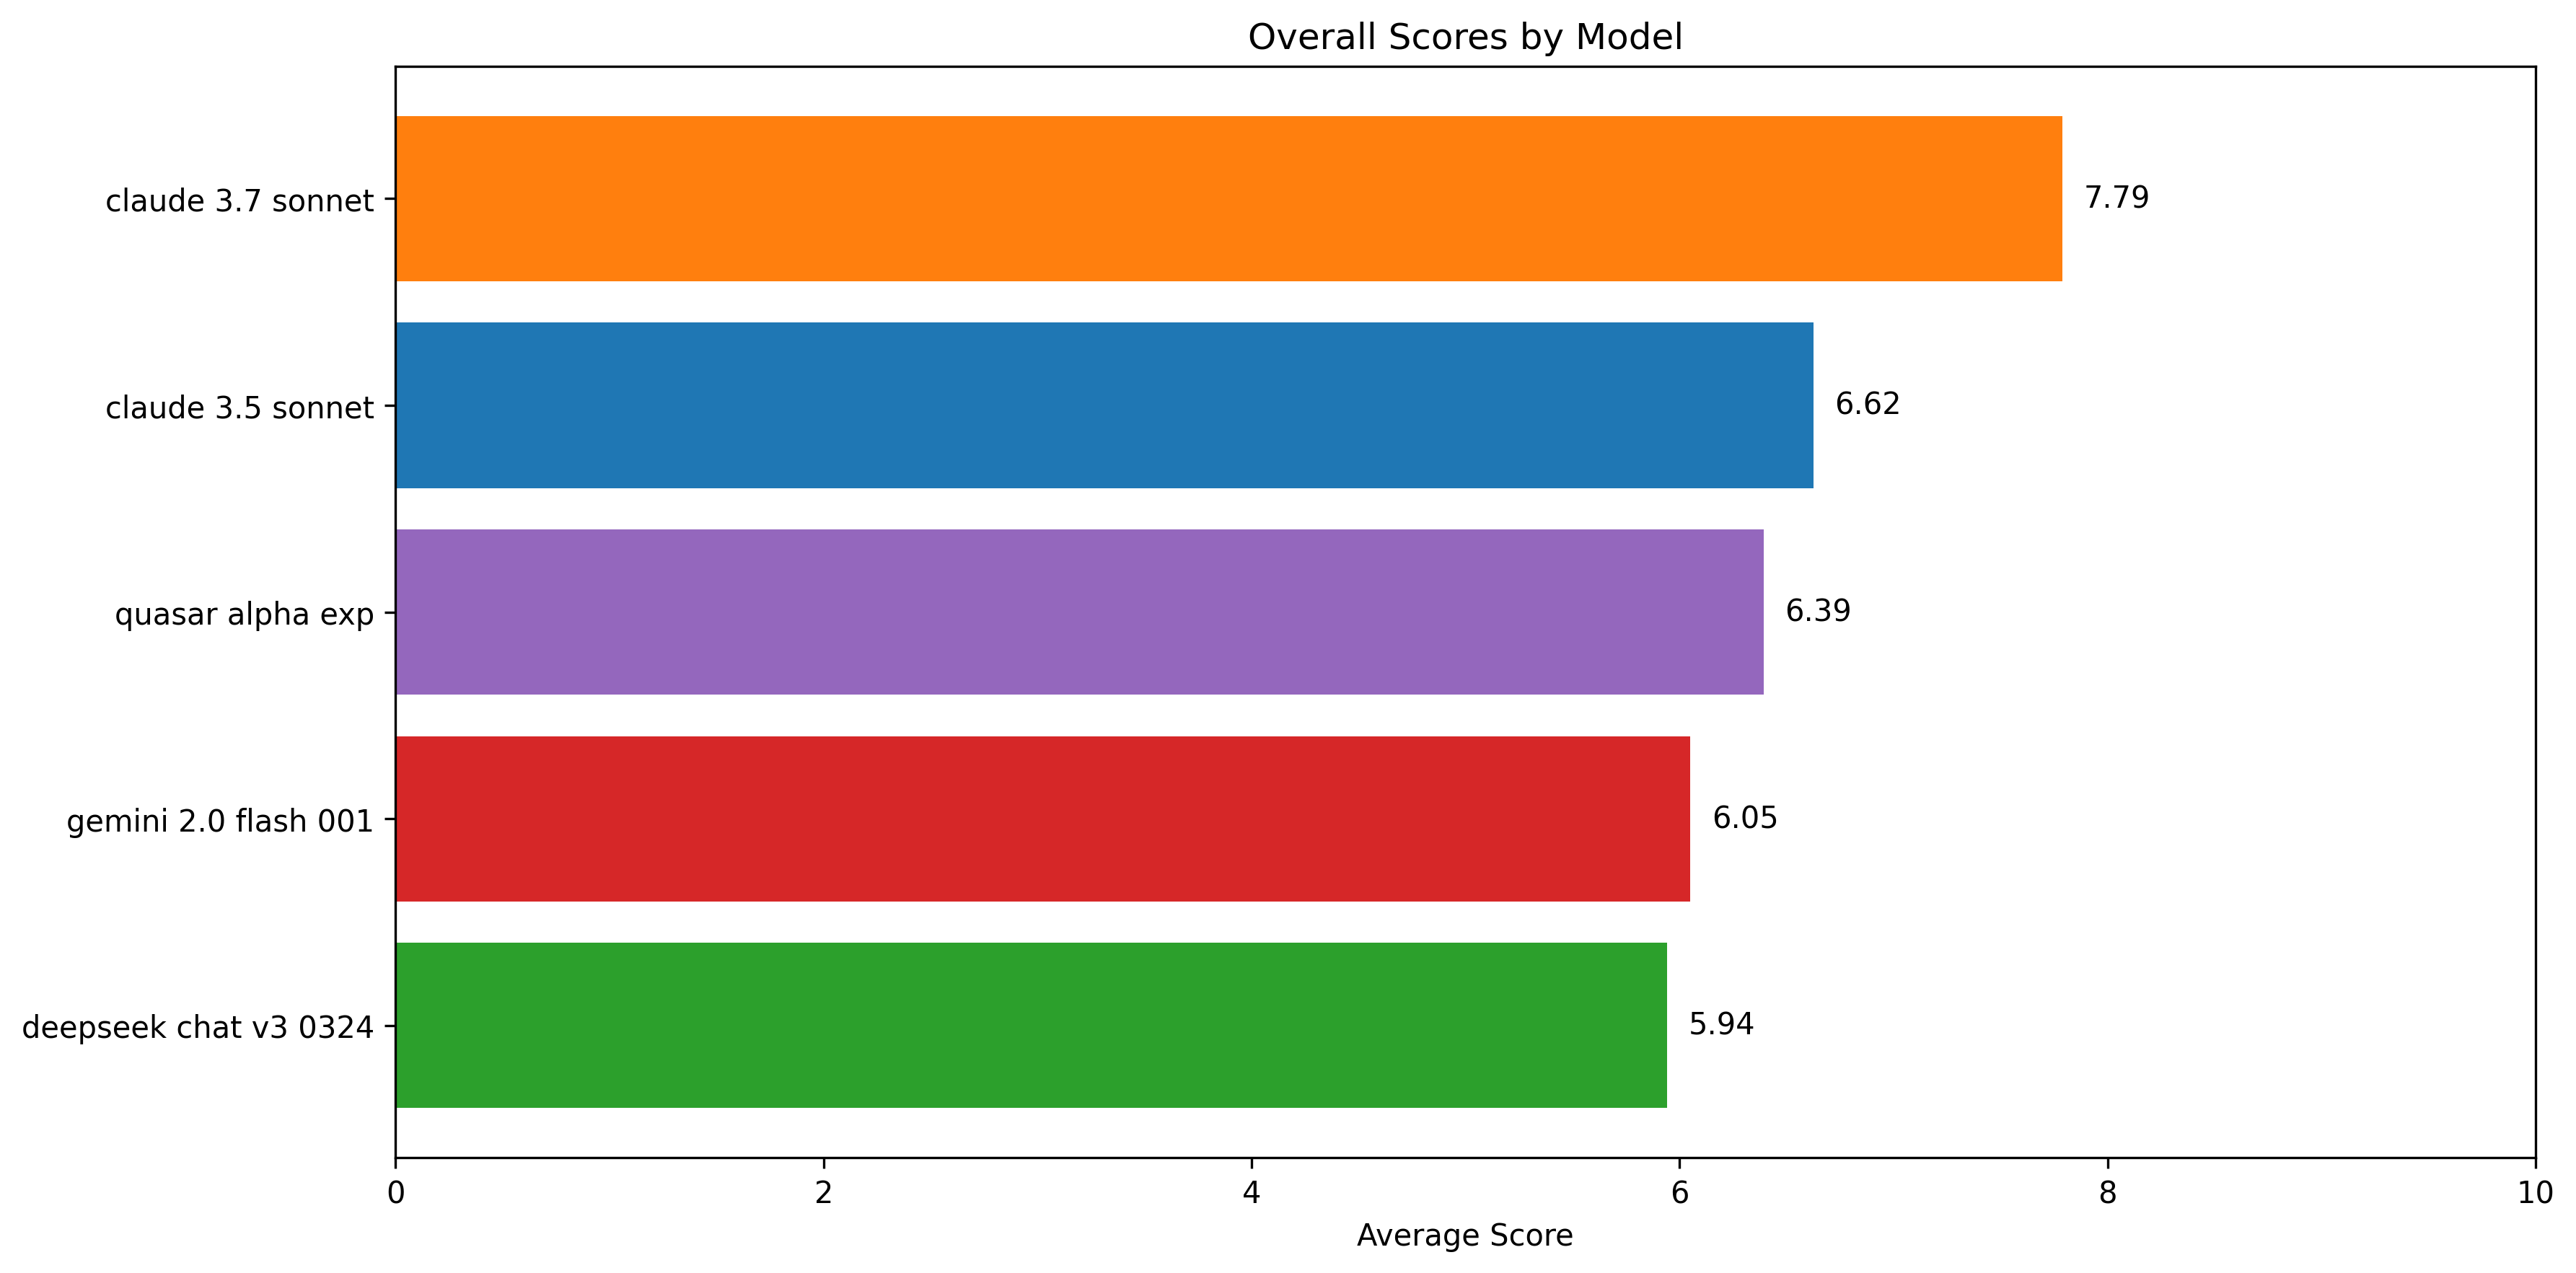 Overall Scores by Model
claude 3.7 sonnet
7.79
claude 3.5 sonnet
6.62
quasar alpha exp
6.39
gemini 2.0 flash 001
6.05
deepseek chat v3 0324
5.94
0 2 4 6 8 10
Average Score